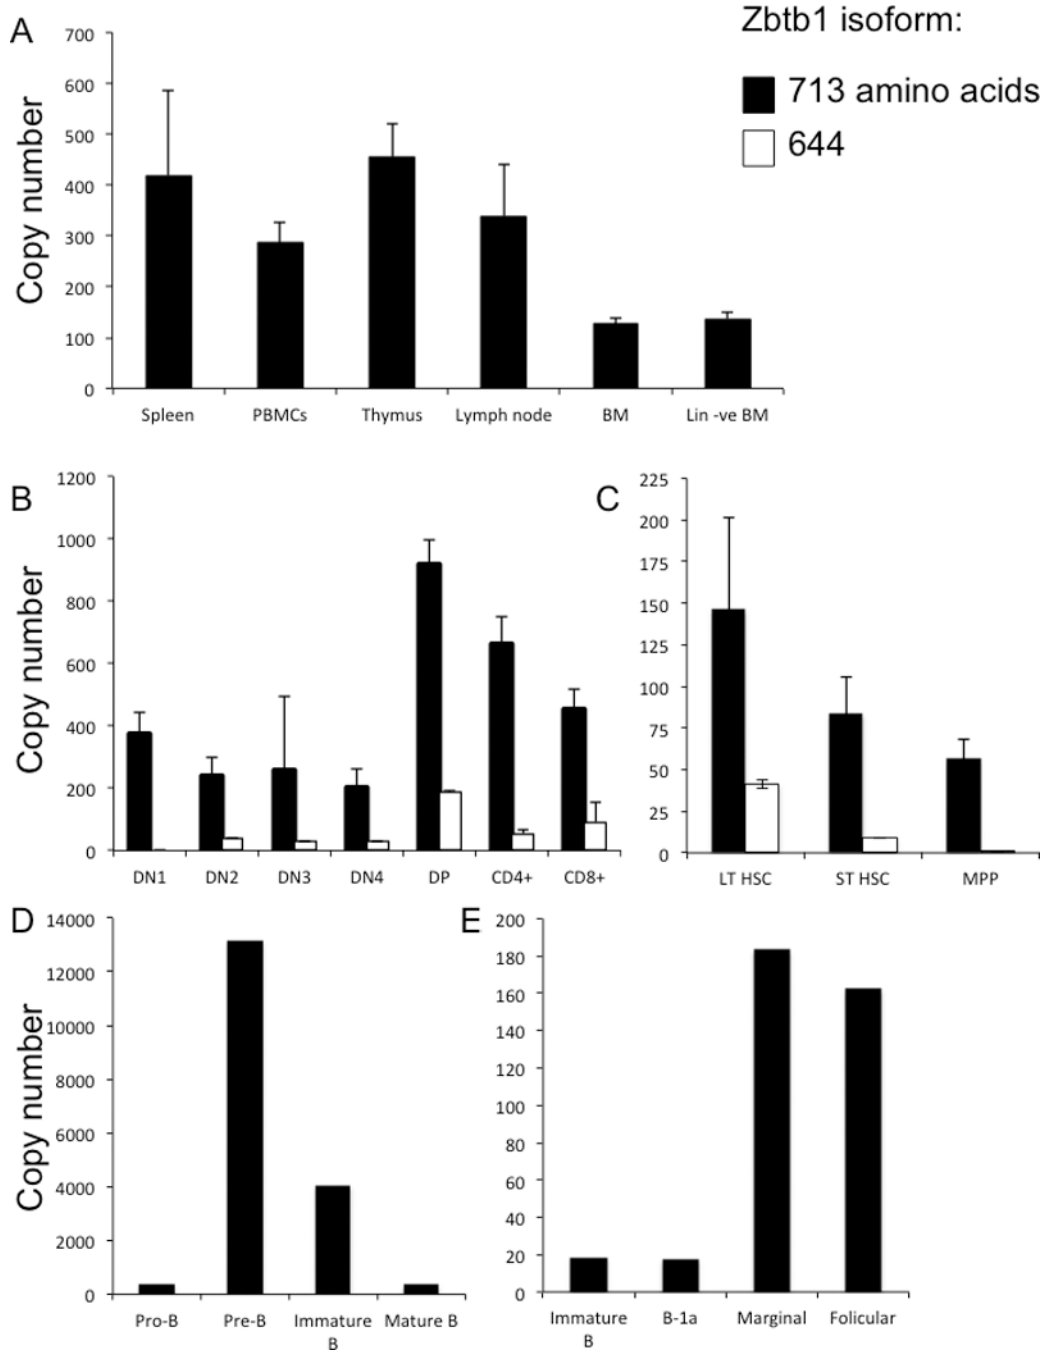 A
Zbtb1 isoform:
713 amino acids
644
Copy number
700
600
500
400
300
200
100
0
Spleen PBMCs Thymus Lymph node BM Lin -ve BM
B
Copy number
1200
1000
800
600
400
200
0
DN1 DN2 DN3 DN4 DP CD4+ CD8+
C
225
200
175
150
125
100
75
50
25
0
LT HSC ST HSC MPP
D
Copy number
14000
12000
10000
8000
6000
4000
2000
0
Pro-B Pre-B Immature Mature B
B
E
200
180
160
140
120
100
80
60
40
20
0
Immature B-1a Marginal Folicular
B